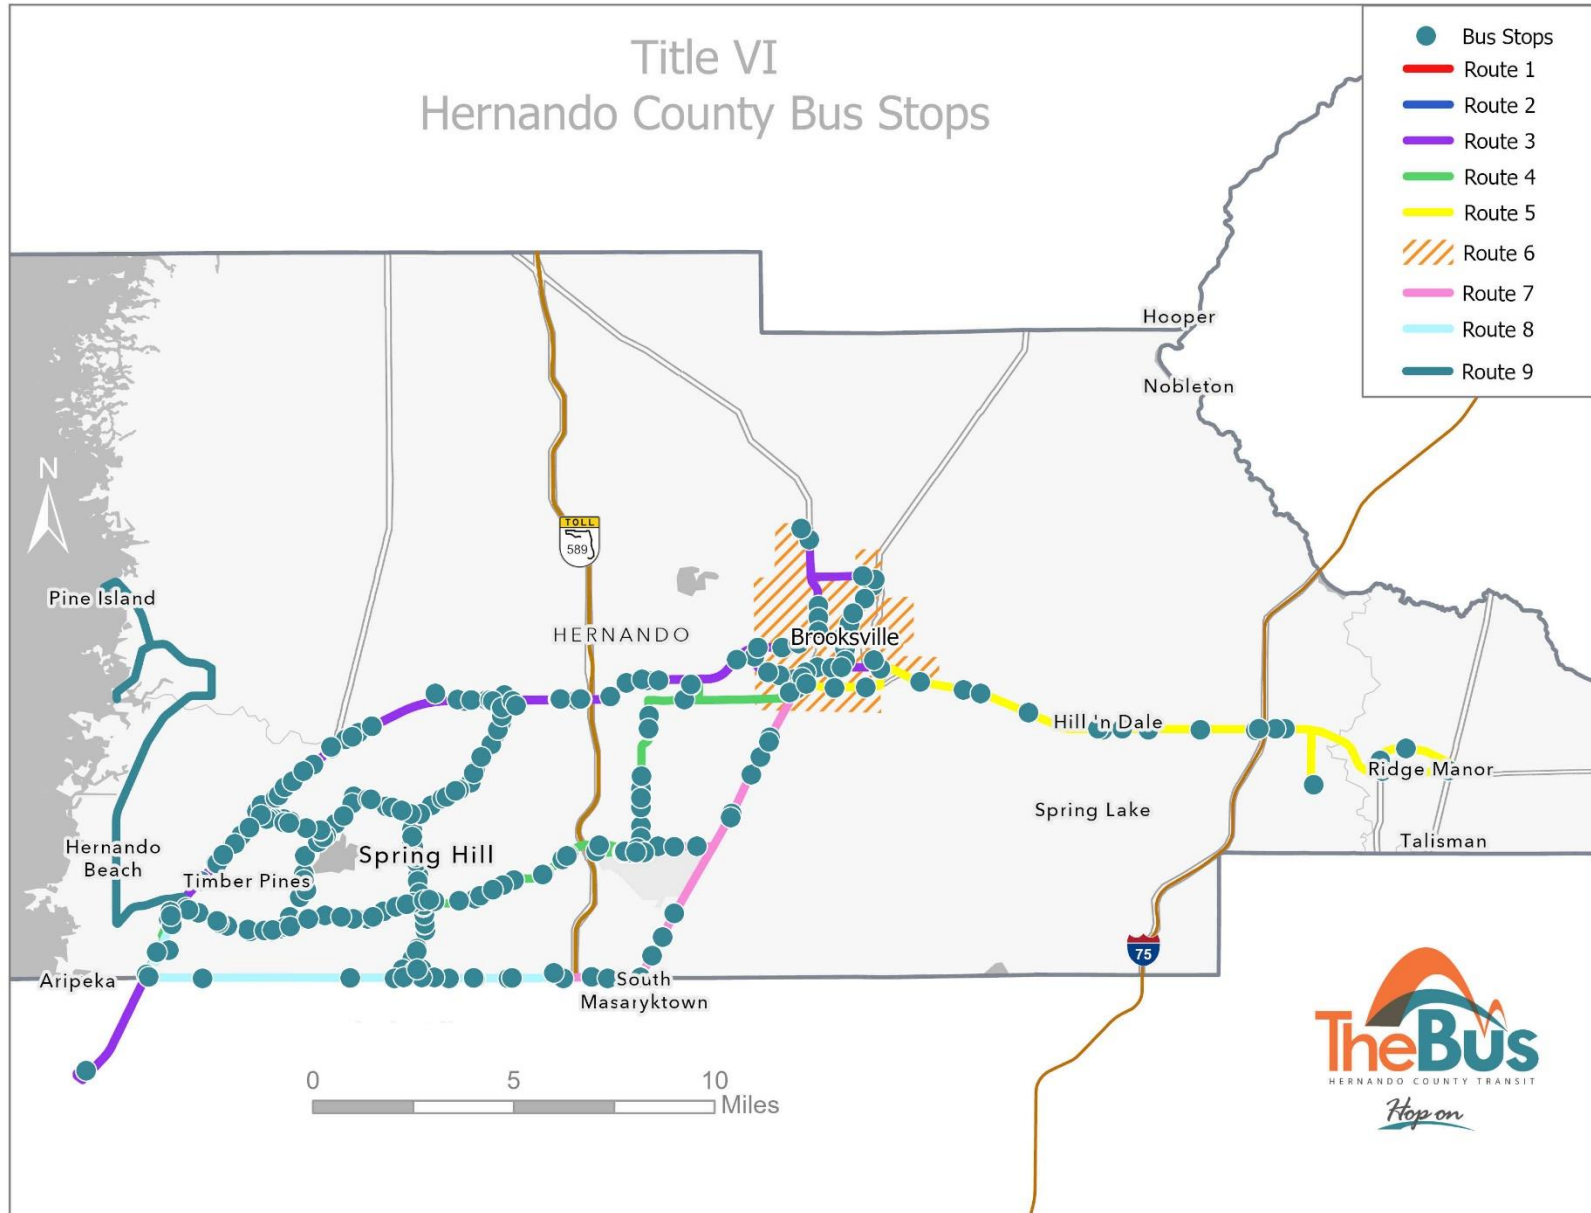 Title VI
Hernando County Bus Stops
Bus Stops
Route 1
Route 2
Route 3
Route 4
Route 5
Route 6
Route 7
Route 8
Route 9
Hooper
Nobleton
N
TOLL
589
Pine Island
HERNANDO
Brooksville
Hill 'n Dale
Ridge Manor
Spring Lake
Talisman
Hernando
Beach
Spring Hill
Timber Pines
75
Aripeka
South
Masaryktown
0 5 10
Miles
TheBus
HERNANDO COUNTY TRANSIT
Hop on